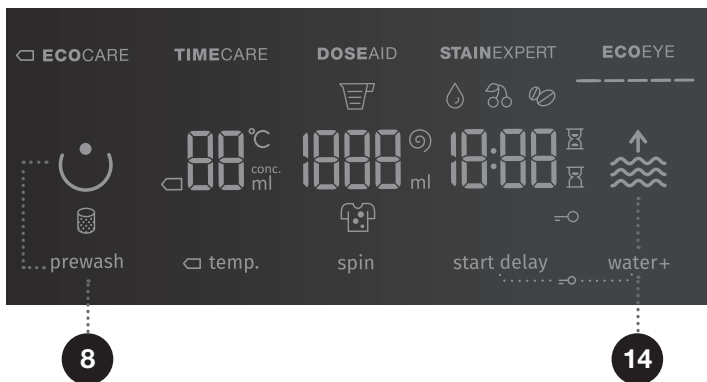 ECOCARE TIMECARE DOSEAID STAINEXPERT ECOEYE
88 °C conc. ml 1888 ml 18:88
prewash temp. spin start delay water+
8 14